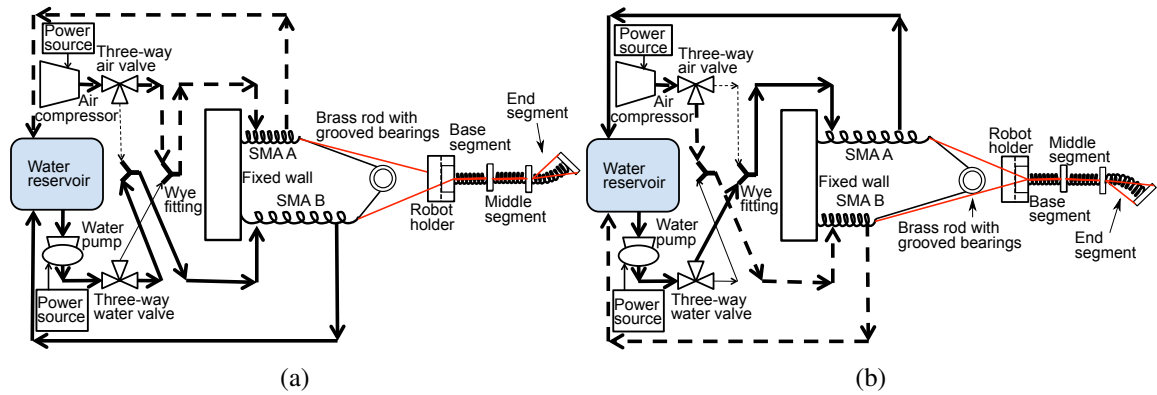 Power
source
Three-way
air valve
Air
compressor
Water
reservoir
Water
pump
Power
source
Three-way
water valve
Wye
fitting
SMA A
Fixed wall
SMA B
Brass rod with
grooved bearings
Robot
holder
Base
segment
Middle
segment
End
segment
(a)
Power
source
Three-way
air valve
Air
compressor
Water
reservoir
Water
pump
Power
source
Three-way
water valve
Wye
fitting
SMA A
Fixed wall
SMA B
Brass rod with
grooved bearings
Robot
holder
Base
segment
Middle
segment
End
segment
(b)